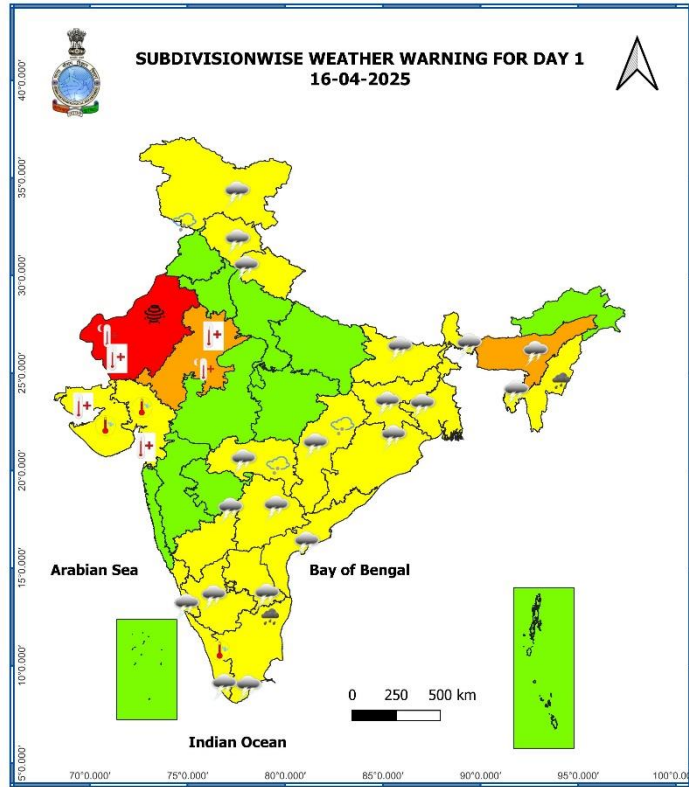 SUBDIVISIONWISE WEATHER WARNING FOR DAY 1
16-04-2025
40°0.000'
35°0.000'
30°0.000'
25°0.000'
20°0.000'
15°0.000'
10°0.000'
5°0.000'
Arabian Sea
Bay of Bengal
0 250 500 km
Indian Ocean
70°0.000' 75°0.000' 80°0.000' 85°0.000' 90°0.000' 95°0.000' 100°0.0